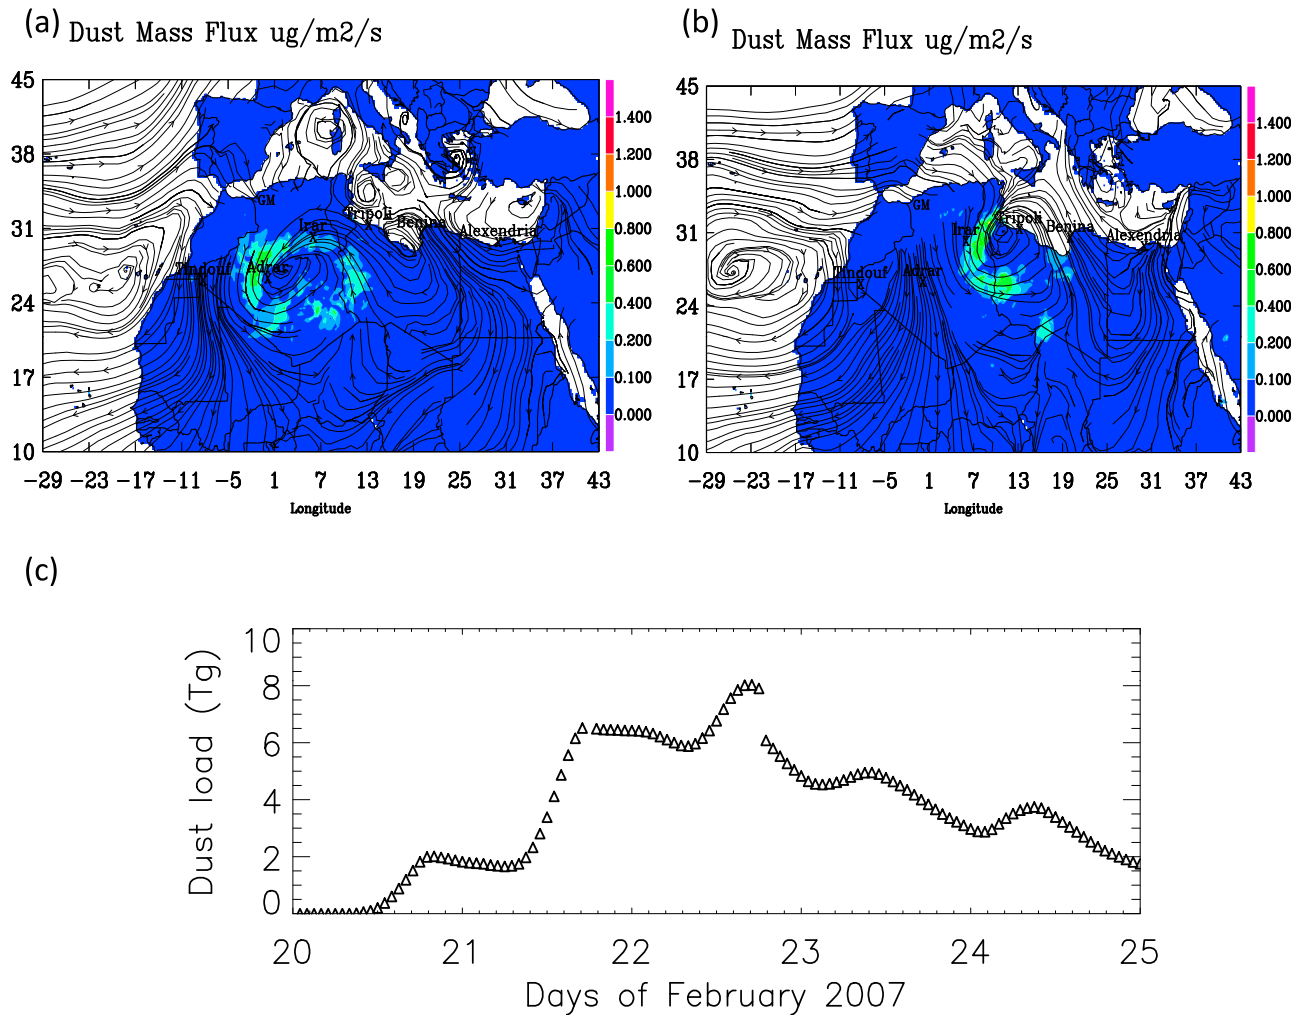 (a) Dust Mass Flux ug/m2/s
45
38
31
24
17
10
GM
Tripoli
Irar
Benina
Alexendria
Tindouf
Adrar
1.400
1.200
1.000
0.800
0.600
0.400
0.200
0.100
0.000
-29 -23 -17 -11 -5 1 7 13 19 25 31 37 43
Longitude
(b) Dust Mass Flux ug/m2/s
45
38
31
24
17
10
GM
Tripoli
Irar
Benina
Alexendria
Tindouf
Adrar
1.400
1.200
1.000
0.800
0.600
0.400
0.200
0.100
0.000
-29 -23 -17 -11 -5 1 7 13 19 25 31 37 43
Longitude
(c)
Dust load (Tg)
10
8
6
4
2
0
20 21 22 23 24 25
Days of February 2007